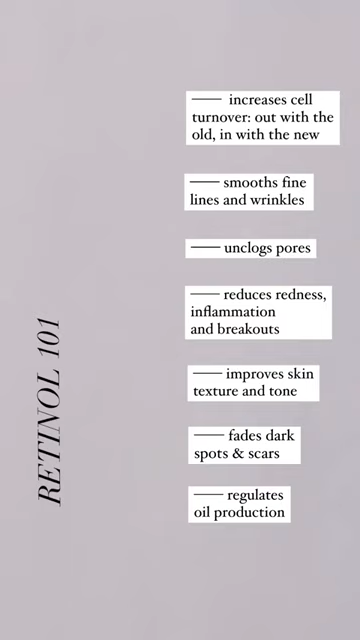 RETINOL 101
—— increases cell
turnover: out with the
old, in with the new
—— smooths fine
lines and wrinkles
—— unclogs pores
—— reduces redness,
inflammation
and breakouts
—— improves skin
texture and tone
—— fades dark
spots & scars
—— regulates
oil production